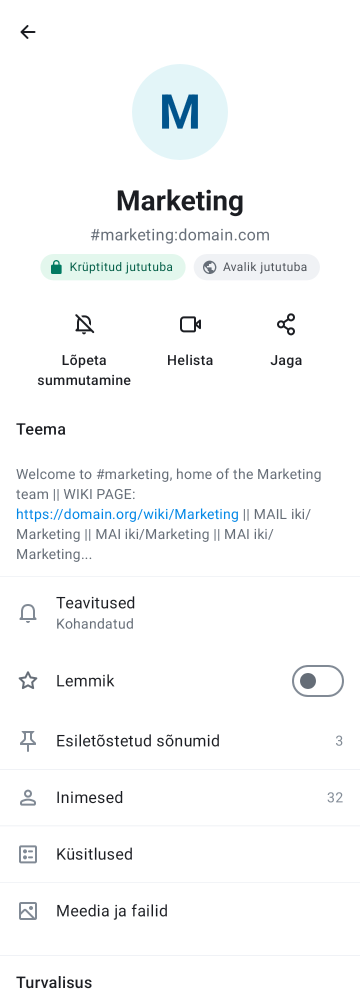 M
Marketing
#marketing:domain.com
Krüptitud jututuba
Avalik jututuba
Lõpeta
summutamine
Helista
Jaga
Teema
Welcome to #marketing, home of the Marketing
team || WIKI PAGE:
https://domain.org/wiki/Marketing || MAIL iki/
Marketing || MAI iki/Marketing || MAI iki/
Marketing...
Teavitused
Kohandatud
Lemmik
Esiletõstetud sõnumid 3
Inimesed 32
Küsitlused
Meedia ja failid
Turvalisus